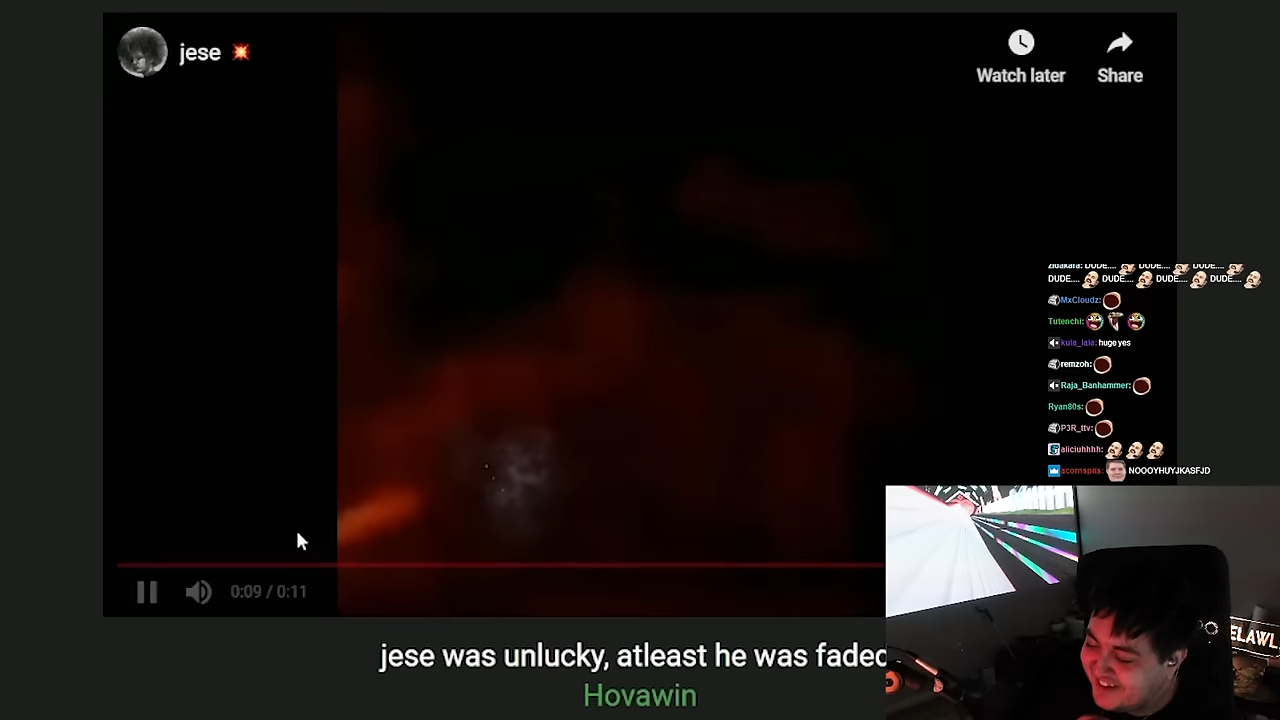 jese 💥
Watch later
Share
DUDE.... DUDE.... DUDE....
DUDE.... DUDE.... DUDE.... DUDE....
MxCloudz:
Tutenchi:
kula_lala: huge yes
remzoh:
Raja_Banhammer:
Ryan80s:
P3R_ttv:
aliciuhhhh:
acornspits: NOOOYHUYJKASFJD
0:09 / 0:11
ELAWL
jese was unlucky, atleast he was faded
Hovawin